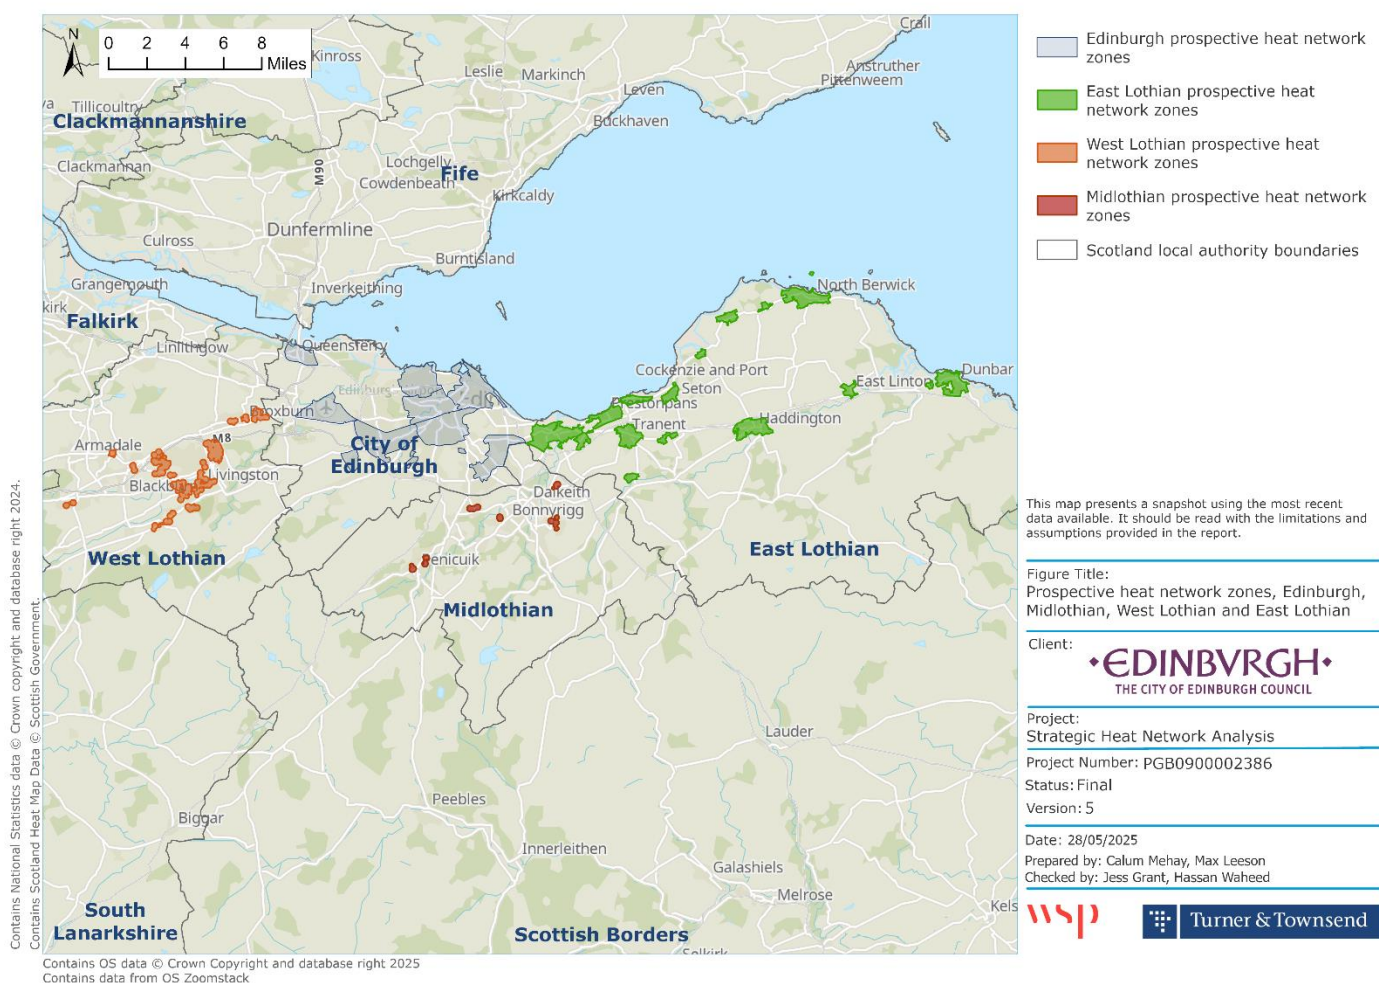 N
0 2 4 6 8
Miles
Crail
Kinross
Leslie
Markinch
Anstruther
Pittenweem
Leven
Tillicoultry
Buckhaven
Clackmannanshire
Clackmannan
M90
Lochgelly
Fife
Cowdenbeath
Kirkcaldy
Dunfermline
Culross
Burntisland
Grangemouth
Inverkeithing
North Berwick
Falkirk
Linlithgow
Queensferry
Cockenzie and Port
Seton
East Linton
Dunbar
Prestonpans
Broxburn
Tranent
Haddington
Armadale
M8
City of
Edinburgh
Livingston
Dalkeith
Bonnyrigg
West Lothian
East Lothian
Midlothian
Lauder
Peebles
Biggar
Innerleithen
Galashiels
Melrose
South
Lanarkshire
Scottish Borders
Selkirk
Contains National Statistics data © Crown copyright and database right 2024.
Contains Scotland Heat Map Data © Scottish Government.
Contains OS data © Crown Copyright and database right 2025
Contains data from OS Zoomstack
Edinburgh prospective heat network
zones
East Lothian prospective heat
network zones
West Lothian prospective heat
network zones
Midlothian prospective heat network
zones
Scotland local authority boundaries
This map presents a snapshot using the most recent
data available. It should be read with the limitations and
assumptions provided in the report.
Figure Title:
Prospective heat network zones, Edinburgh,
Midlothian, West Lothian and East Lothian
Client:
•EDINBVRGH•
THE CITY OF EDINBURGH COUNCIL
Project:
Strategic Heat Network Analysis
Project Number: PGB0900002386
Status: Final
Version: 5
Date: 28/05/2025
Prepared by: Calum Mehay, Max Leeson
Checked by: Jess Grant, Hassan Waheed
wsp
Turner & Townsend